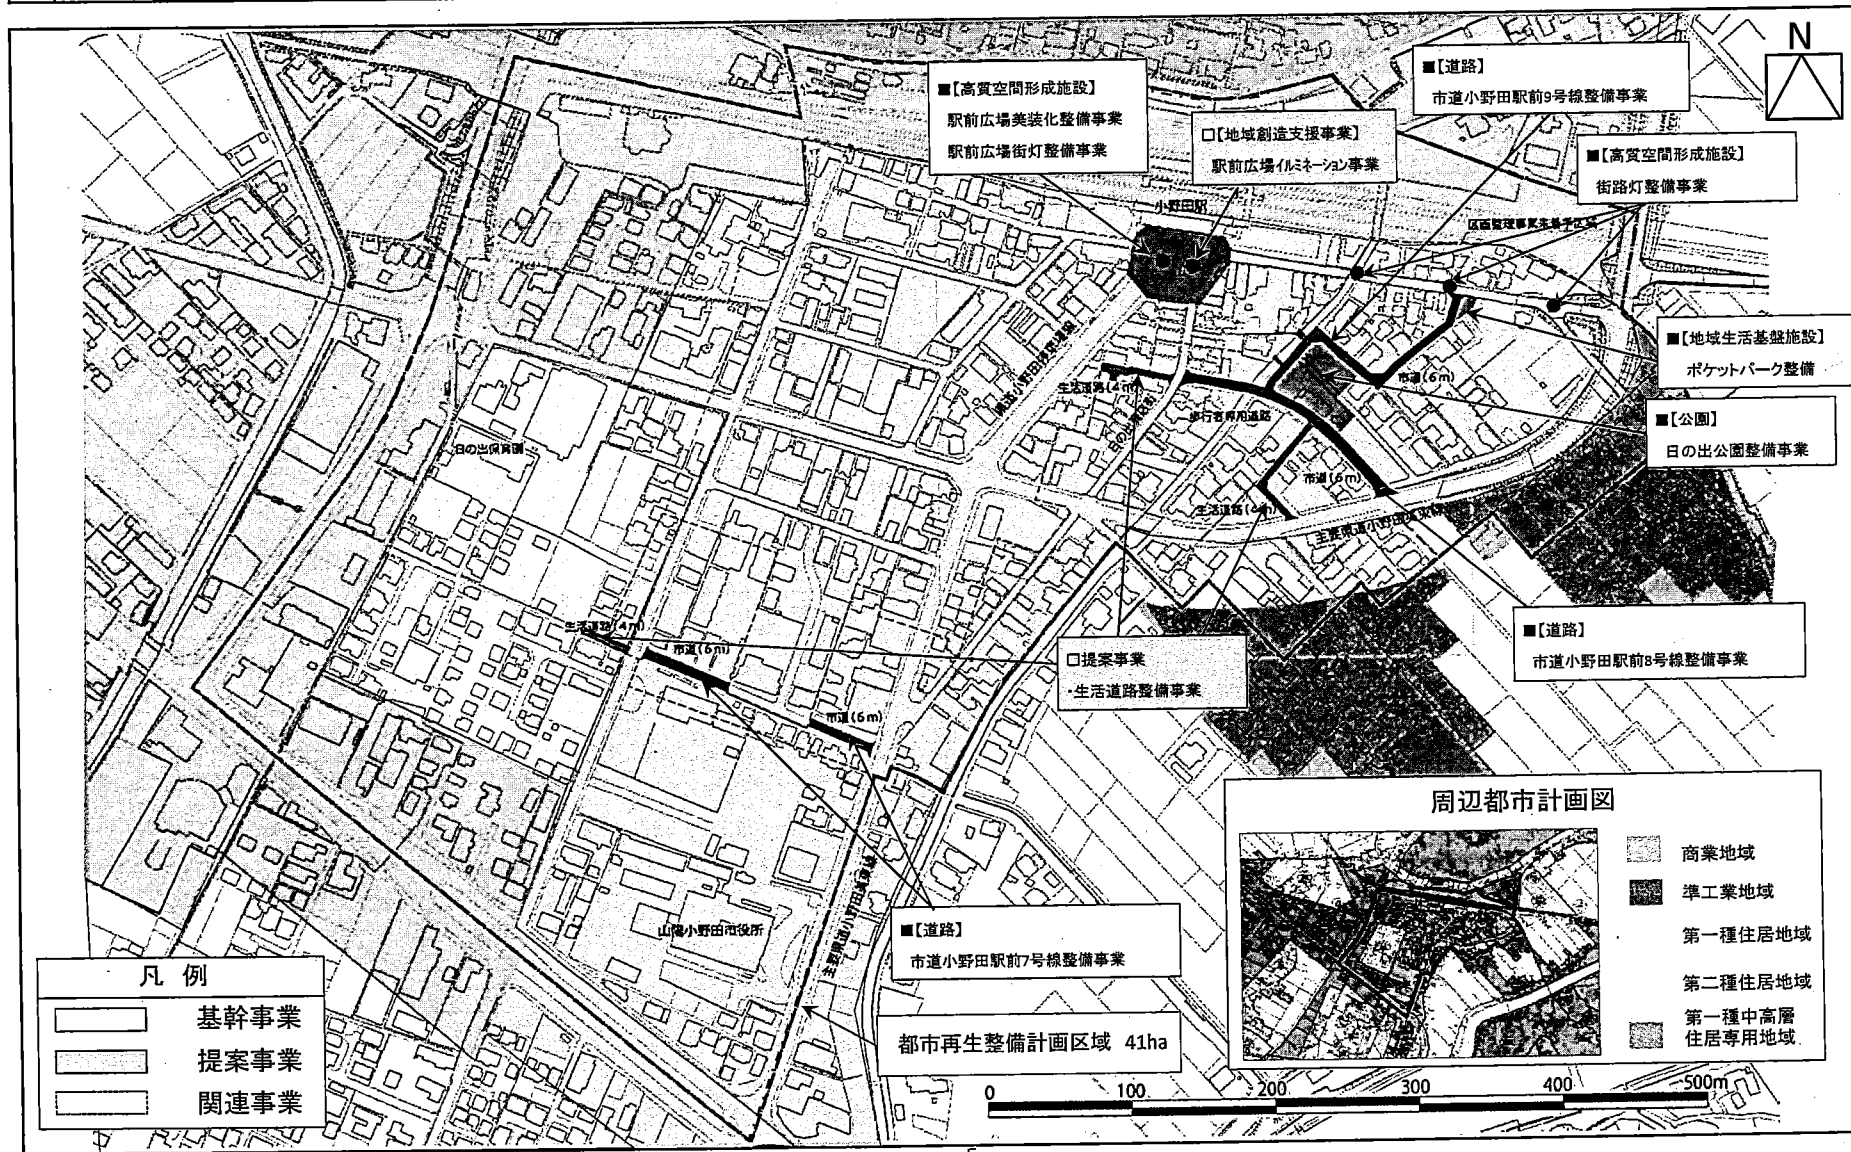 N
■【高質空間形成施設】
駅前広場美装化整備事業
駅前広場街灯整備事業
□【地域創造支援事業】
駅前広場イルミネーション事業
■【道路】
市道小野田駅前9号線整備事業
■【高質空間形成施設】
街路灯整備事業
小野田駅
■【地域生活基盤施設】
ポケットパーク整備
■【公園】
日の出公園整備事業
生活道路(4m)
市道(6m)
歩行者専用道路
日の出保育園
市道(6m)
生活道路(4m)
■【道路】
市道小野田駅前8号線整備事業
生活道路(4m)
市道(6m)
□提案事業
・生活道路整備事業
市道(6m)
山陽小野田市役所
■【道路】
市道小野田駅前7号線整備事業
都市再生整備計画区域 41ha
周辺都市計画図
商業地域
準工業地域
第一種住居地域
第二種住居地域
第一種中高層
住居専用地域
凡 例
基幹事業
提案事業
関連事業
0 100 200 300 400 500m